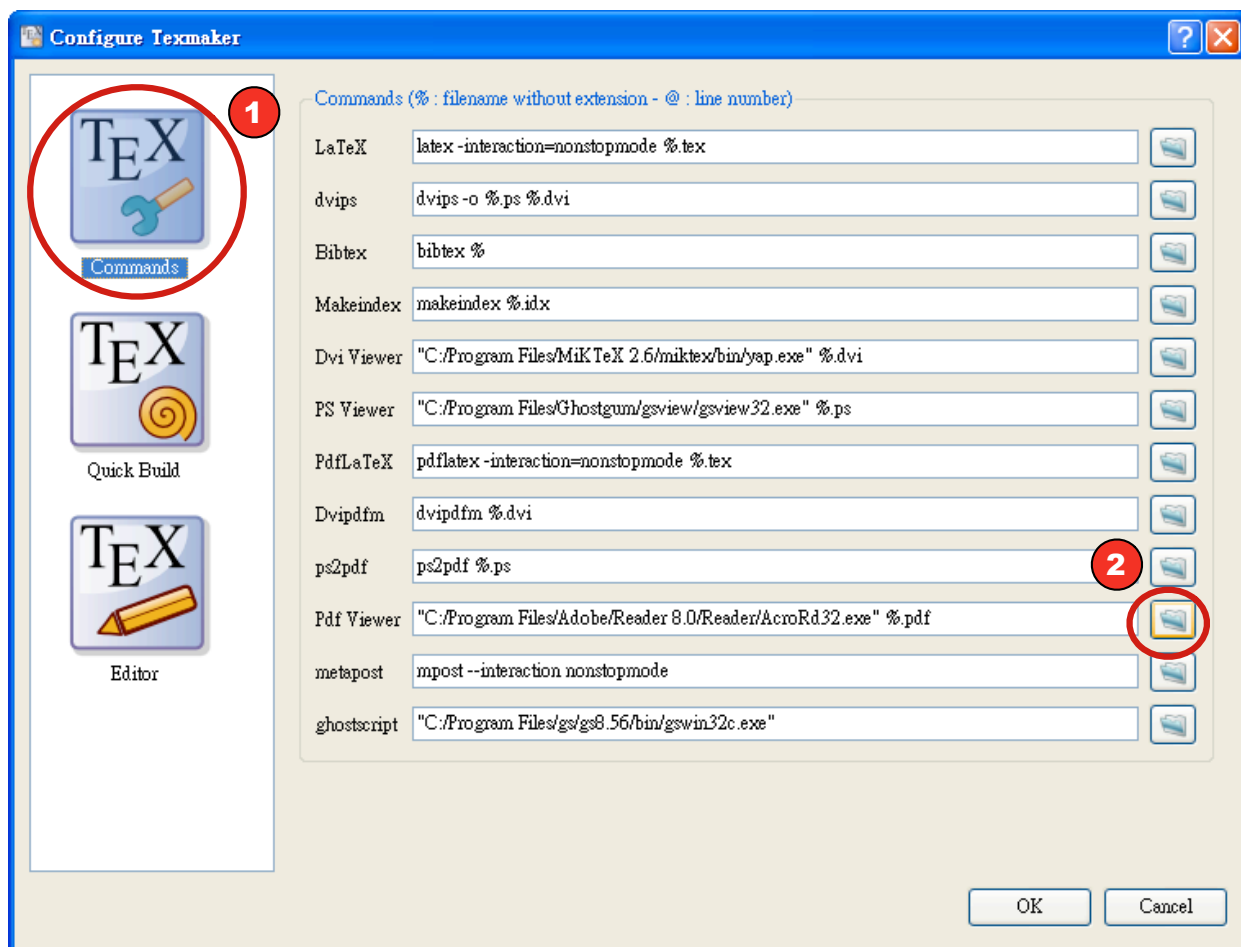 Configure Texmaker
1
TEX
Commands
TEX
Quick Build
TEX
Editor
Commands (% : filename without extension - @ : line number)
LaTeX latex -interaction=nonstopmode %.tex
dvips dvips -o %.ps %.dvi
Bibtex bibtex %
Makeindex makeindex %.idx
Dvi Viewer "C:/Program Files/MiKTeX 2.6/miktex/bin/yap.exe" %.dvi
PS Viewer "C:/Program Files/Ghostgum/gsview/gsview32.exe" %.ps
PdfLaTeX pdflatex -interaction=nonstopmode %.tex
Dvipdfm dvipdfm %.dvi
ps2pdf ps2pdf %.ps
2
Pdf Viewer "C:/Program Files/Adobe/Reader 8.0/Reader/AcroRd32.exe" %.pdf
metapost mpost --interaction nonstopmode
ghostscript "C:/Program Files/gs/gs8.56/bin/gswin32c.exe"
OK Cancel